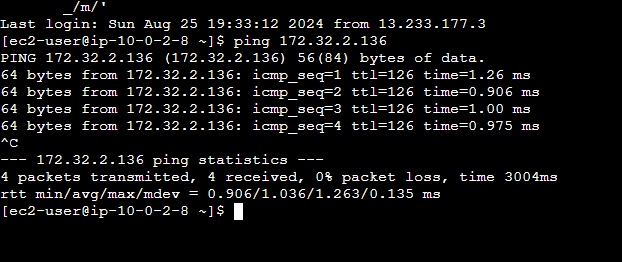 _/m/'
Last login: Sun Aug 25 19:33:12 2024 from 13.233.177.3
[ec2-user@ip-10-0-2-8 ~]$ ping 172.32.2.136
PING 172.32.2.136 (172.32.2.136) 56(84) bytes of data.
64 bytes from 172.32.2.136: icmp_seq=1 ttl=126 time=1.26 ms
64 bytes from 172.32.2.136: icmp_seq=2 ttl=126 time=0.906 ms
64 bytes from 172.32.2.136: icmp_seq=3 ttl=126 time=1.00 ms
64 bytes from 172.32.2.136: icmp_seq=4 ttl=126 time=0.975 ms
^C
--- 172.32.2.136 ping statistics ---
4 packets transmitted, 4 received, 0% packet loss, time 3004ms
rtt min/avg/max/mdev = 0.906/1.036/1.263/0.135 ms
[ec2-user@ip-10-0-2-8 ~]$